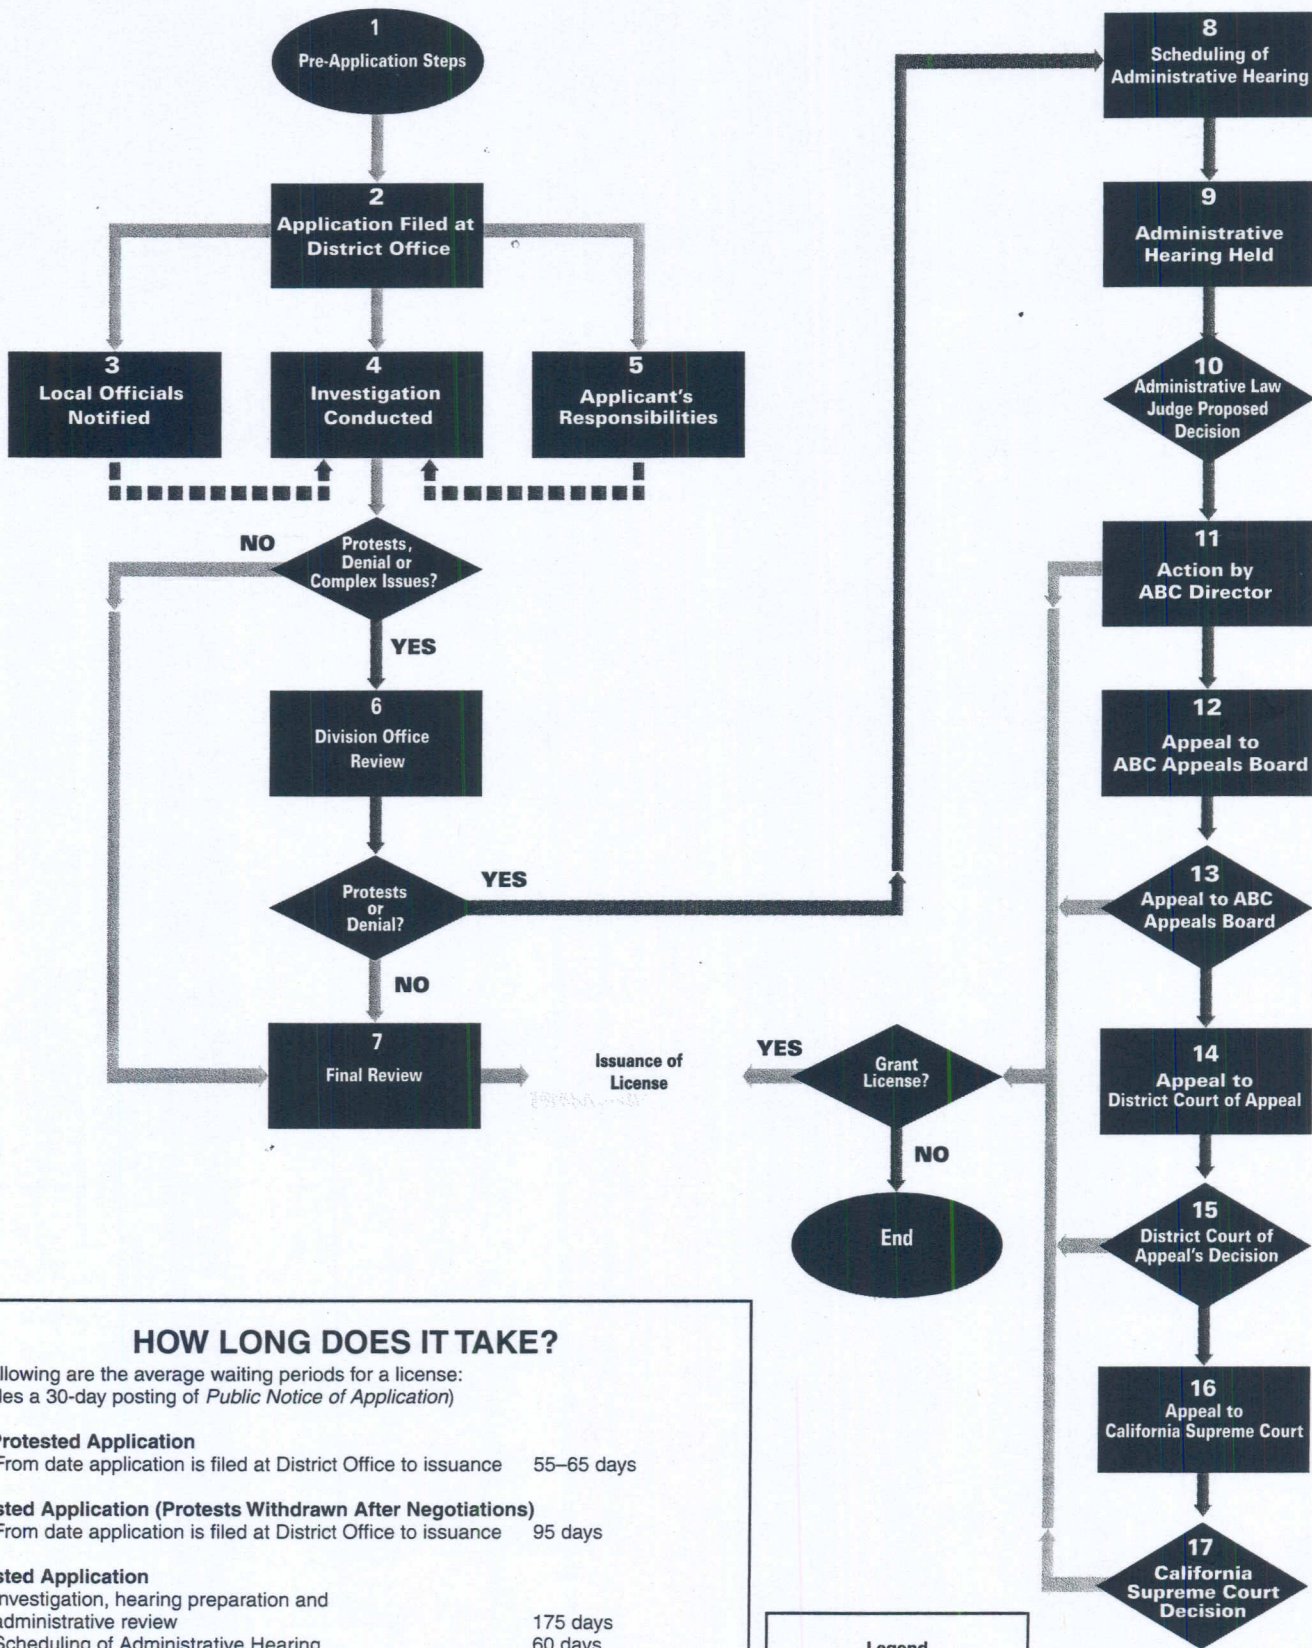 1
Pre-Application Steps
2
Application Filed at
District Office
3
Local Officials
Notified
4
Investigation
Conducted
5
Applicant's
Responsibilities
NO
Protests,
Denial or
Complex Issues?
YES
6
Division Office
Review
Protests
or
Denial?
YES
NO
7
Final Review
Issuance of
License
YES
Grant
License?
NO
End
8
Scheduling of
Administrative Hearing
9
Administrative
Hearing Held
10
Administrative Law
Judge Proposed
Decision
11
Action by
ABC Director
12
Appeal to
ABC Appeals Board
13
Appeal to ABC
Appeals Board
14
Appeal to
District Court of Appeal
15
District Court of
Appeal's Decision
16
Appeal to
California Supreme Court
17
California
Supreme Court
Decision
HOW LONG DOES IT TAKE?
llowing are the average waiting periods for a license:
les a 30-day posting of Public Notice of Application)
Protested Application
From date application is filed at District Office to issuance 55–65 days
sted Application (Protests Withdrawn After Negotiations)
From date application is filed at District Office to issuance 95 days
sted Application
nvestigation, hearing preparation and
administrative review 175 days
Scheduling of Administrative Hearing 60 days
Legend